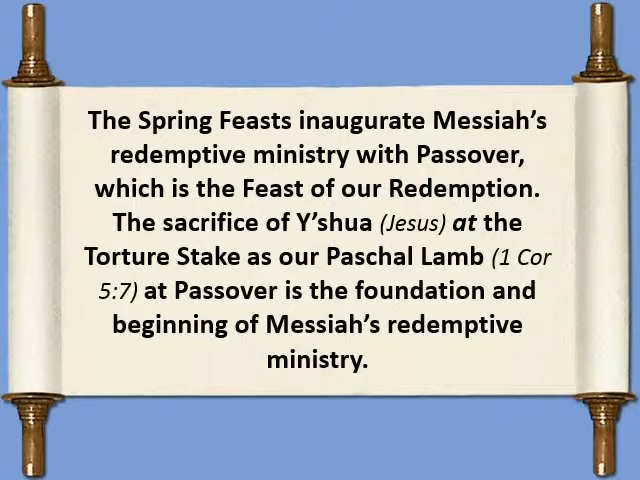 The Spring Feasts inaugurate Messiah’s
redemptive ministry with Passover,
which is the Feast of our Redemption.
The sacrifice of Y’shua (Jesus) at the
Torture Stake as our Paschal Lamb (1 Cor
5:7) at Passover is the foundation and
beginning of Messiah’s redemptive
ministry.